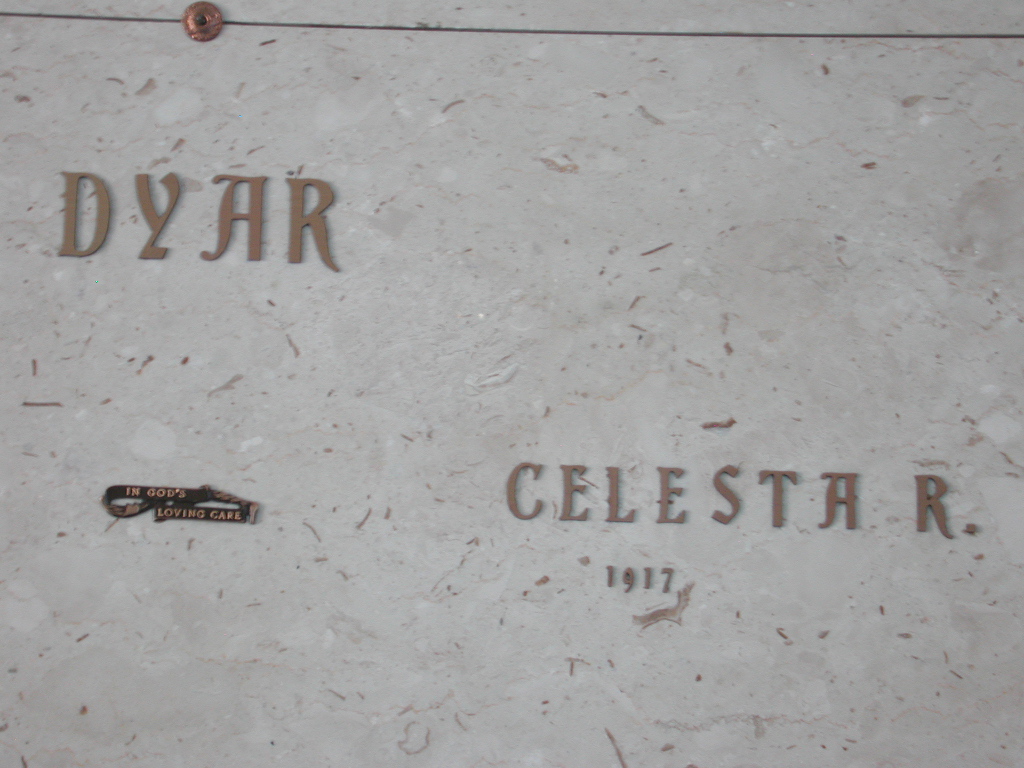 DYAR
IN GOD'S
LOVING CARE
CELESTA R.
1917